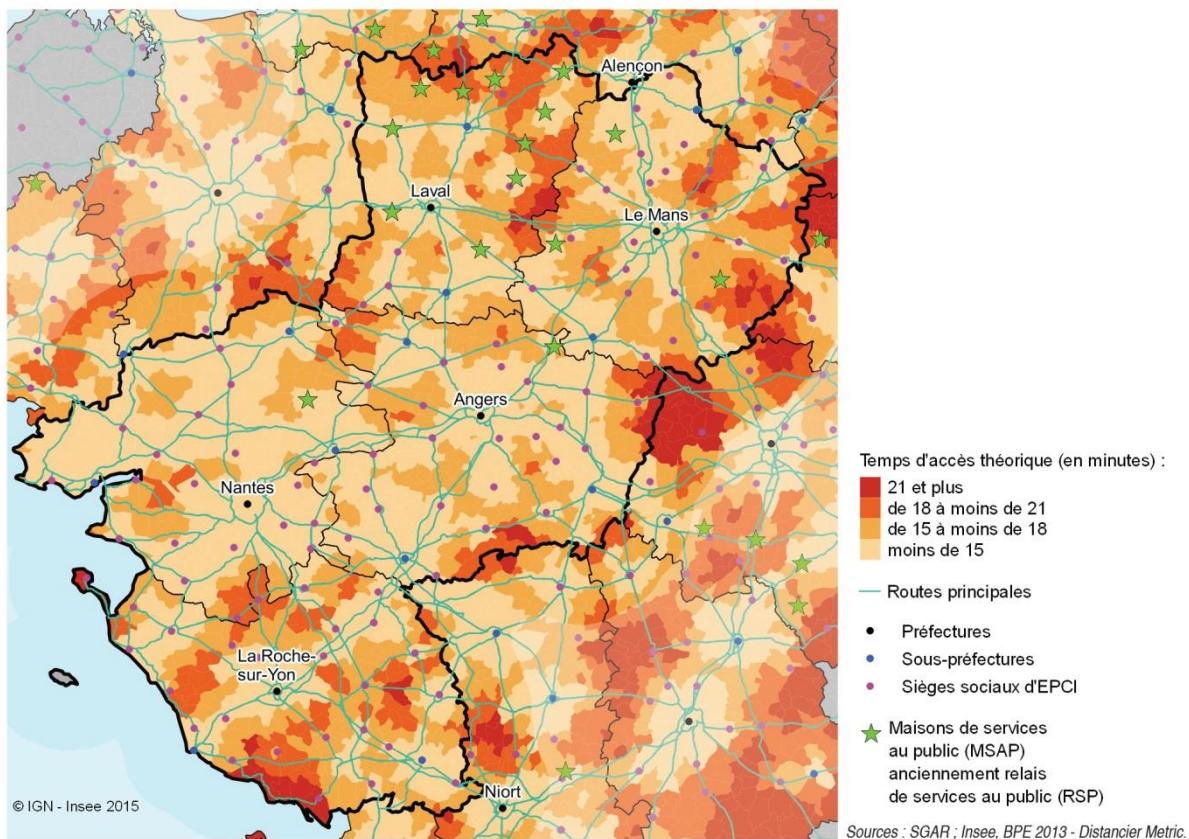 Alençon
Laval
Le Mans
Angers
Nantes
La Roche-
sur-Yon
Niort
© IGN - Insee 2015
Temps d'accès théorique (en minutes) :
21 et plus
de 18 à moins de 21
de 15 à moins de 18
moins de 15
Routes principales
Préfectures
Sous-préfectures
Sièges sociaux d'EPCI
Maisons de services
au public (MSAP)
anciennement relais
de services au public (RSP)
Sources : SGAR ; Insee, BPE 2013 - Distancier Metric